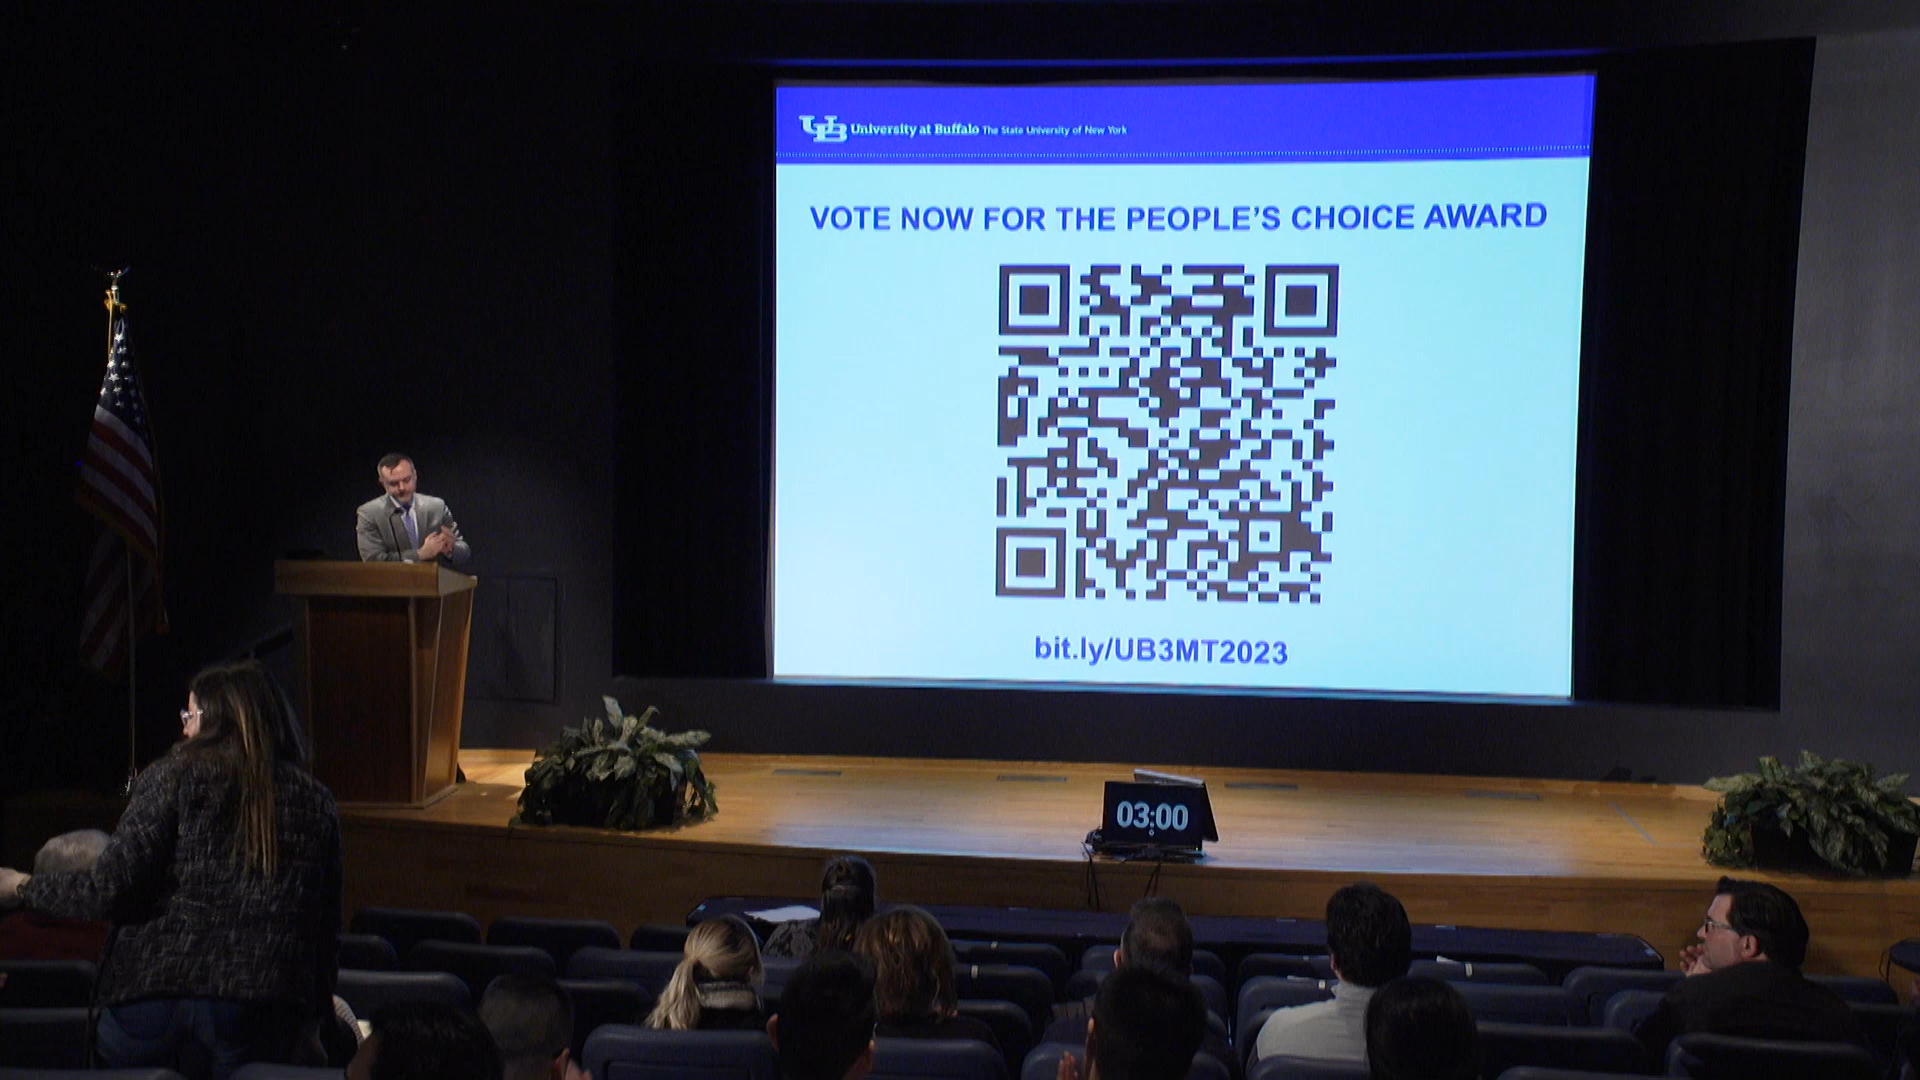 UB University at Buffalo The State University of New York
VOTE NOW FOR THE PEOPLE'S CHOICE AWARD
bit.ly/UB3MT2023
03:00